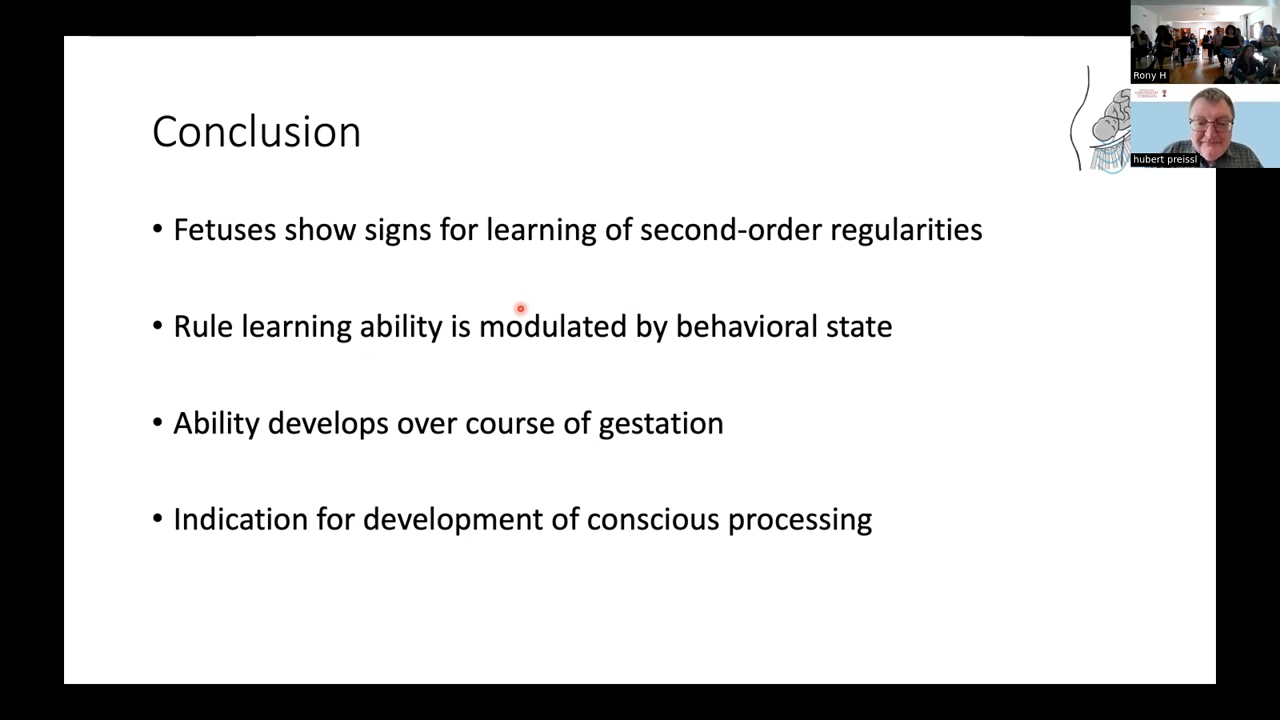 Conclusion
• Fetuses show signs for learning of second-order regularities
• Rule learning ability is modulated by behavioral state
• Ability develops over course of gestation
• Indication for development of conscious processing
Rony H
hubert preissl